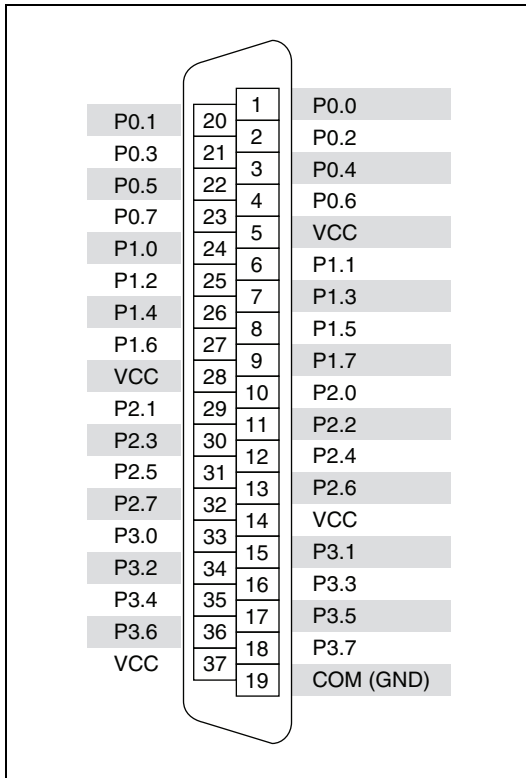 1 P0.0
P0.1 20
2 P0.2
P0.3 21
3 P0.4
P0.5 22
4 P0.6
P0.7 23
5 VCC
P1.0 24
6 P1.1
P1.2 25
7 P1.3
P1.4 26
8 P1.5
P1.6 27
9 P1.7
VCC 28
10 P2.0
P2.1 29
11 P2.2
P2.3 30
12 P2.4
P2.5 31
13 P2.6
P2.7 32
14 VCC
P3.0 33
15 P3.1
P3.2 34
16 P3.3
P3.4 35
17 P3.5
P3.6 36
18 P3.7
VCC 37
19 COM (GND)